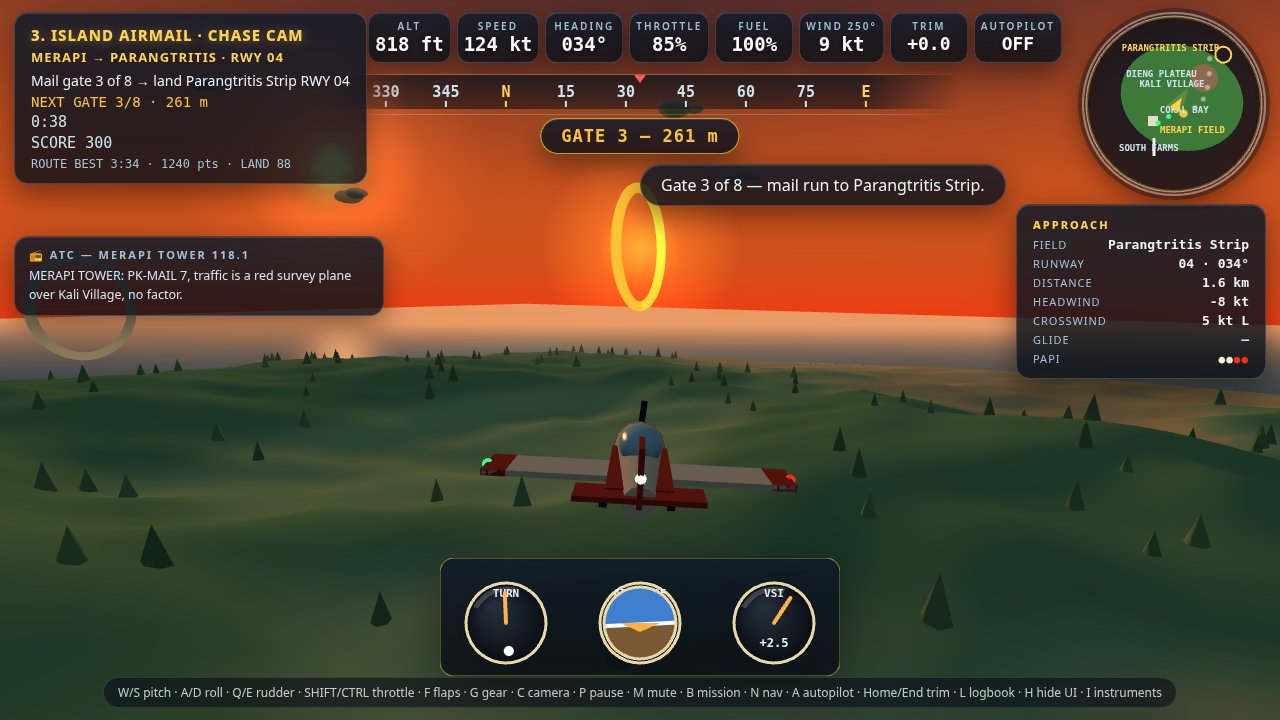 3. ISLAND AIRMAIL · CHASE CAM
MERAPI → PARANGTRITIS · RWY 04
Mail gate 3 of 8 → land Parangtritis Strip RWY 04
NEXT GATE 3/8 · 261 m
0:38
SCORE 300
ROUTE BEST 3:34 · 1240 pts · LAND 88
ALT
818 ft
SPEED
124 kt
HEADING
034°
THROTTLE
85%
FUEL
100%
WIND 250°
9 kt
TRIM
+0.0
AUTOPILOT
OFF
330 345 N 15 30 45 60 75 E
GATE 3 — 261 m
Gate 3 of 8 — mail run to Parangtritis Strip.
PARANGTRITIS STRIP
DIENG PLATEAU
KALI VILLAGE
CORAL BAY
MERAPI FIELD
SOUTH FARMS
📻 ATC — MERAPI TOWER 118.1
MERAPI TOWER: PK-MAIL 7, traffic is a red survey plane
over Kali Village, no factor.
APPROACH
FIELD Parangtritis Strip
RUNWAY 04 · 034°
DISTANCE 1.6 km
HEADWIND -8 kt
CROSSWIND 5 kt L
GLIDE —
PAPI
TURN
VSI
+2.5
W/S pitch · A/D roll · Q/E rudder · SHIFT/CTRL throttle · F flaps · G gear · C camera · P pause · M mute · B mission · N nav · A autopilot · Home/End trim · L logbook · H hide UI · I instruments